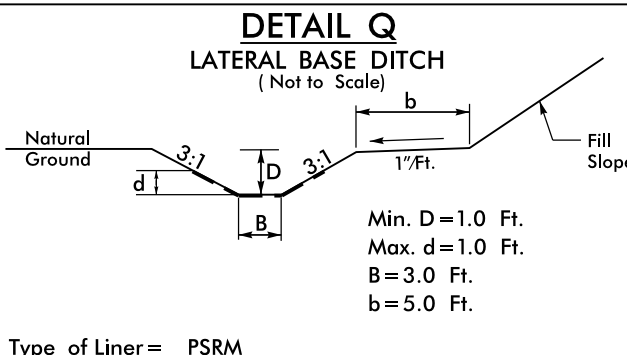 DETAIL Q
LATERAL BASE DITCH
( Not to Scale)
b
Natural
Ground
3:1
D
3:1
1"/Ft.
Fill
Slope
d
B
Min. D=1.0 Ft.
Max. d=1.0 Ft.
B=3.0 Ft.
b=5.0 Ft.
Type of Liner= PSRM